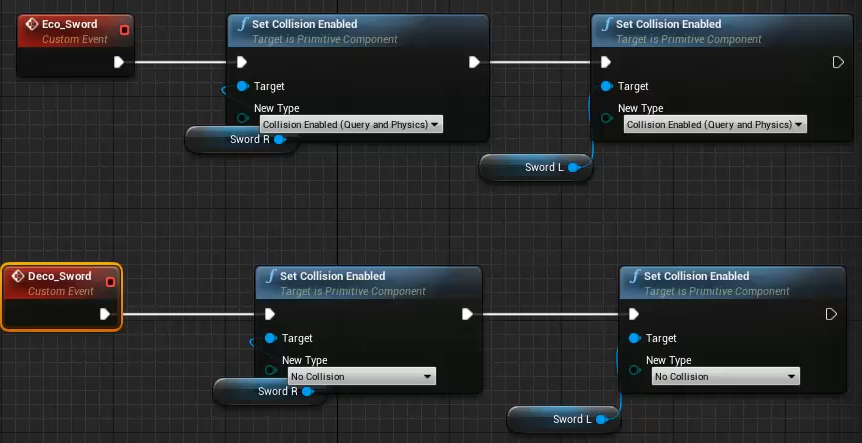 Eco_Sword
Custom Event
f Set Collision Enabled
Target is Primitive Component
Target
New Type
Collision Enabled (Query and Physics)
Sword R
f Set Collision Enabled
Target is Primitive Component
Target
New Type
Collision Enabled (Query and Physics)
Sword L
Deco_Sword
Custom Event
f Set Collision Enabled
Target is Primitive Component
Target
New Type
No Collision
Sword R
f Set Collision Enabled
Target is Primitive Component
Target
New Type
No Collision
Sword L